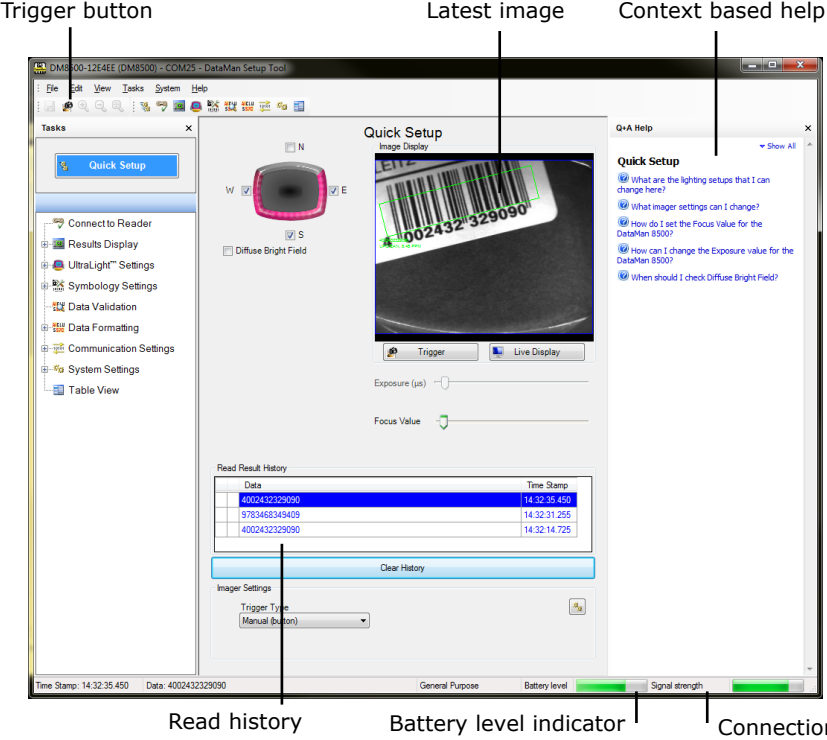 Trigger button
Latest image
Context based help
DM8500-12E4EE (DM8500) - COM25 - DataMan Setup Tool
File Edit View Tasks System Help
Tasks
x
Quick Setup
Connect to Reader
Results Display
UltraLight™ Settings
Symbology Settings
Data Validation
Data Formatting
Communication Settings
System Settings
Table View
Quick Setup
N
W
E
S
Diffuse Bright Field
Image Display
LEITZ
4 002432 329090
Trigger
Live Display
Exposure (µs)
Focus Value
Read Result History
Data
Time Stamp
4002432329090
14:32:35.450
9783468349409
14:32:31.255
4002432329090
14:32:14.725
Clear History
Imager Settings
Trigger Type
Manual (button)
Q+A Help
x
Show All
Quick Setup
What are the lighting setups that I can
change here?
What imager settings can I change?
How do I set the Focus Value for the
DataMan 8500?
How can I change the Exposure value for the
DataMan 8500?
When should I check Diffuse Bright Field?
Time Stamp: 14:32:35.450
Data: 4002432329090
General Purpose
Battery level
Signal strength
Read history
Battery level indicator
Connection